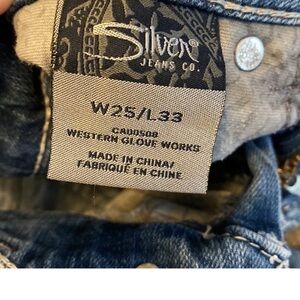 Silver
JEANS CO.
W25/L33
CA00508
WESTERN GLOVE WORKS
MADE IN CHINA/
FABRIQUÉ EN CHINE